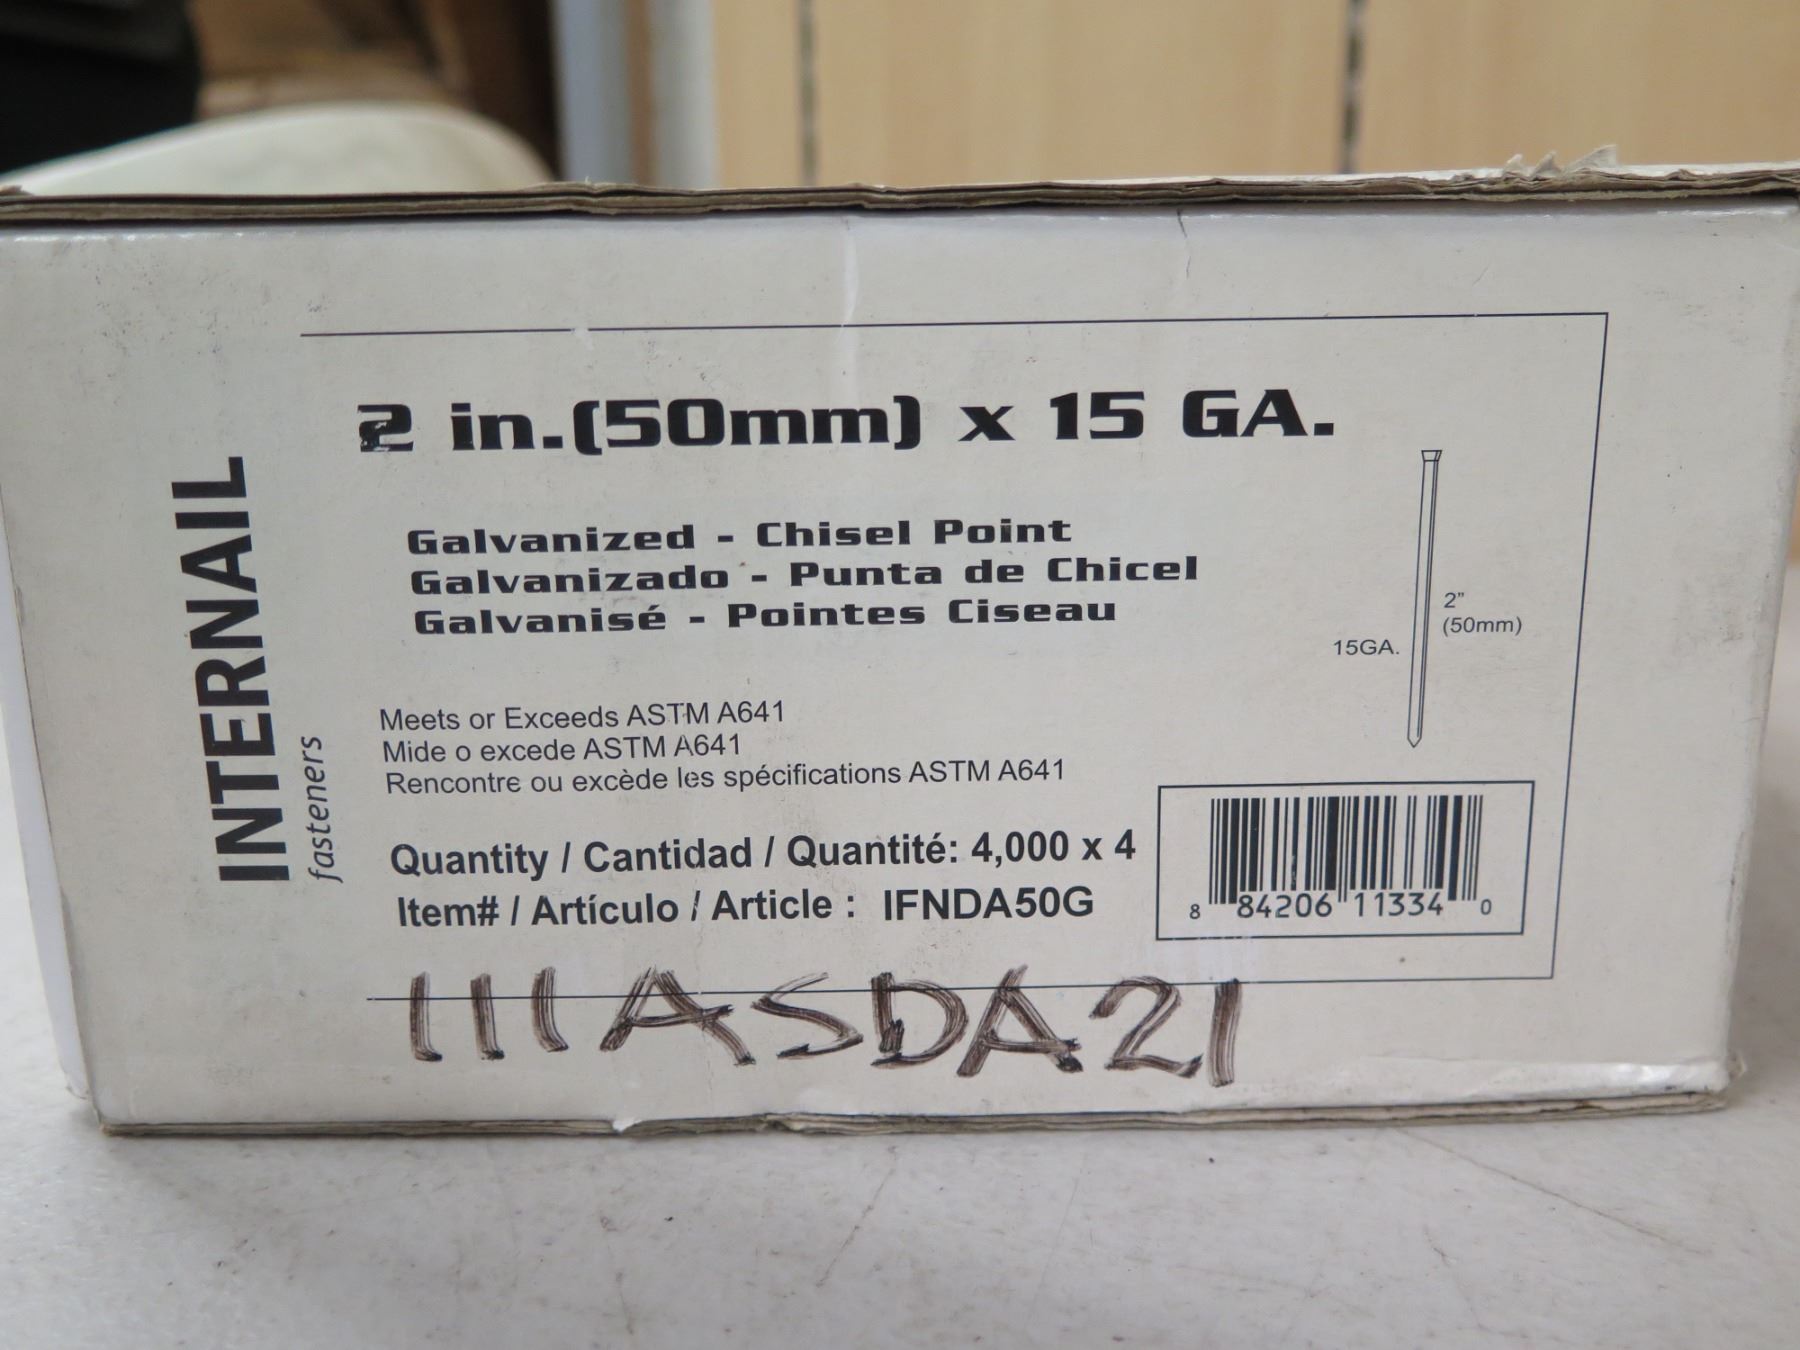 INTERNAIL
fasteners
2 in.(50mm) x 15 GA.
Galvanized - Chisel Point
Galvanizado - Punta de Chicel
Galvanisé - Pointes Ciseau
15GA.
2”
(50mm)
Meets or Exceeds ASTM A641
Mide o excede ASTM A641
Rencontre ou excède les spécifications ASTM A641
Quantity / Cantidad / Quantité: 4,000 x 4
Item# / Artículo / Article : IFNDA50G
8 84206 11334 0
111ASDA21